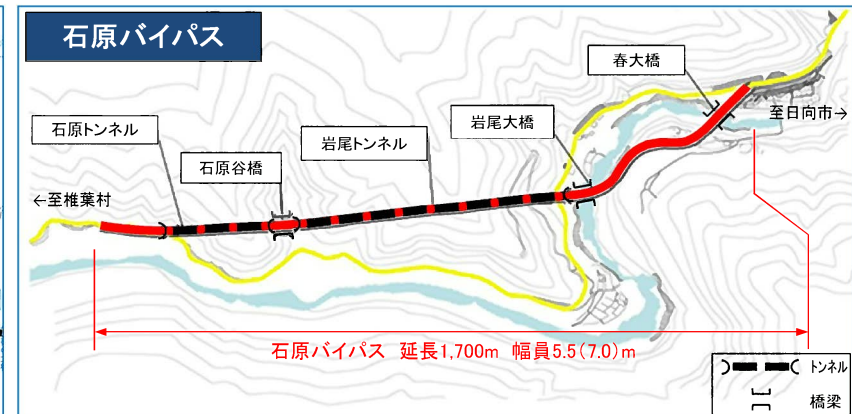 石原バイパス
春大橋
至日向市→
岩尾大橋
岩尾トンネル
石原トンネル
石原谷橋
←至椎葉村
石原バイパス 延長1,700m 幅員5.5(7.0)m
トンネル
橋梁